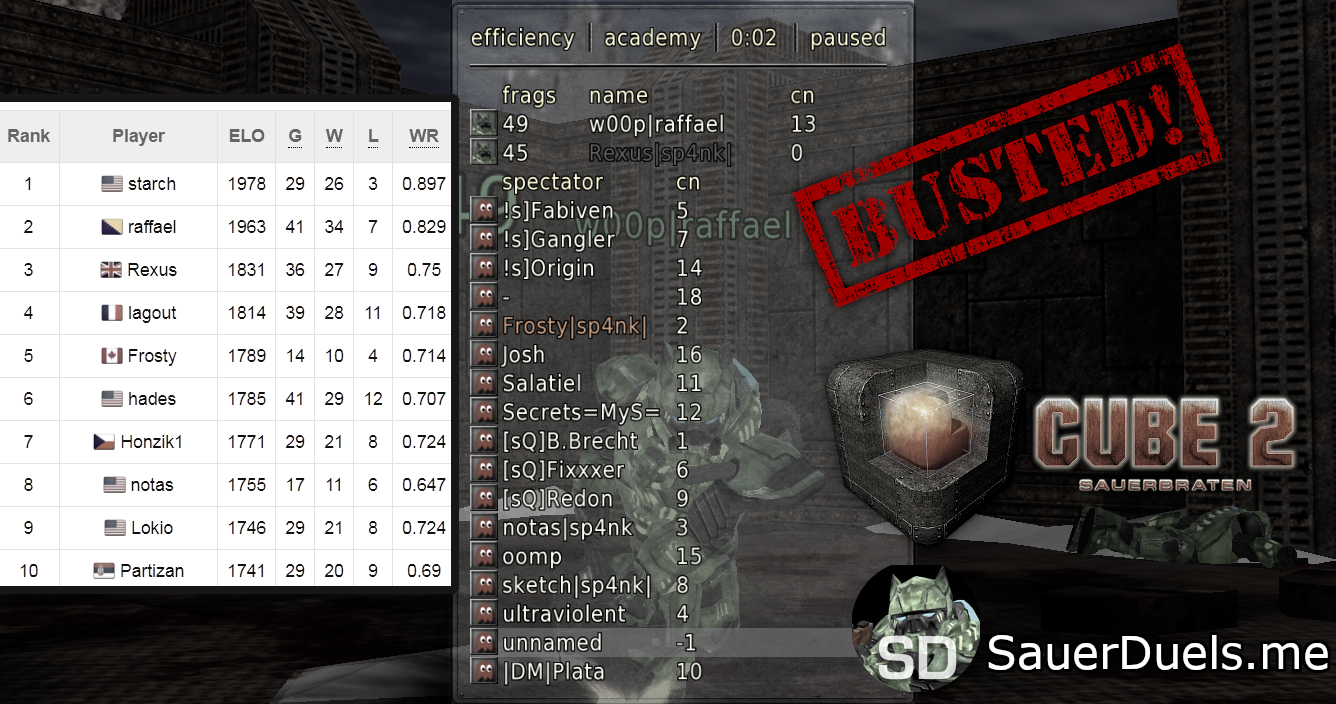 efficiency | academy | 0:02 | paused
frags name cn
49 w00p|raffael 13
45 Rexus|sp4nk| 0
spectator cn
!s]Fabiven 5
!s]Gangler 7
!s]Origin 14
- 18
Frosty|sp4nk| 2
Josh 16
Salatiel 11
Secrets=MyS= 12
[sQ]B.Brecht 1
[sQ]Fixxxer 6
[sQ]Redon 9
notas|sp4nk 3
oomp 15
sketch|sp4nk| 8
ultraviolent 4
unnamed -1
|DM|Plata 10
w00p|raffael
Rank Player ELO G W L WR
1 starch 1978 29 26 3 0.897
2 raffael 1963 41 34 7 0.829
3 Rexus 1831 36 27 9 0.75
4 lagout 1814 39 28 11 0.718
5 Frosty 1789 14 10 4 0.714
6 hades 1785 41 29 12 0.707
7 Honzik1 1771 29 21 8 0.724
8 notas 1755 17 11 6 0.647
9 Lokio 1746 29 21 8 0.724
10 Partizan 1741 29 20 9 0.69
BUSTED!
CUBE 2
SAUERBRATEN
SD
SauerDuels.me